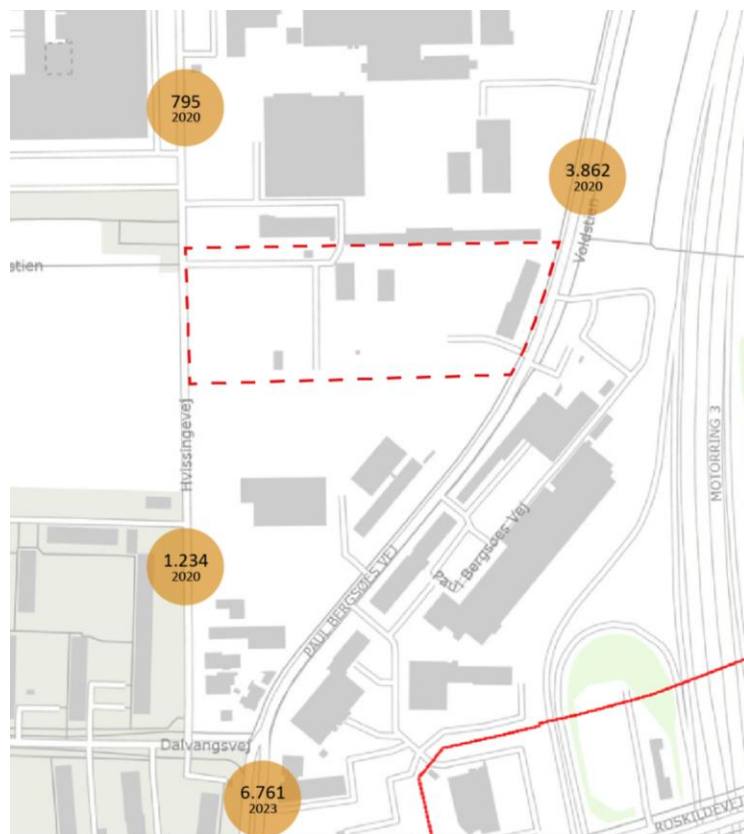 795
2020
3.862
2020
Voldstien
atien
Hvissingevej
MOTORRING 3
1.234
2020
Paul Bergsøes Vej
PAUL BERGSØES VEJ
Dalvangsvej
6.761
2023
ROSKILDEVEJ